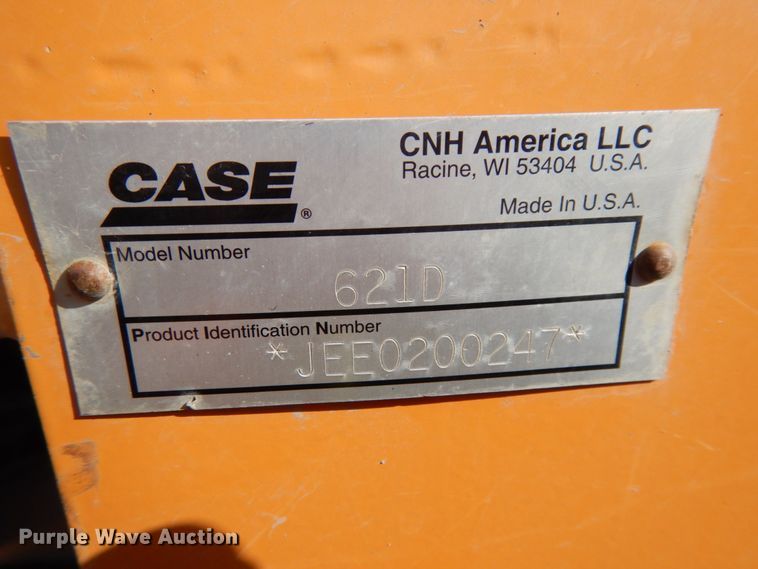 CASE®
CNH America LLC
Racine, WI 53404 U.S.A.
Made In U.S.A.
Model Number
621D
Product Identification Number
*JEE0200247*
Purple Wave Auction